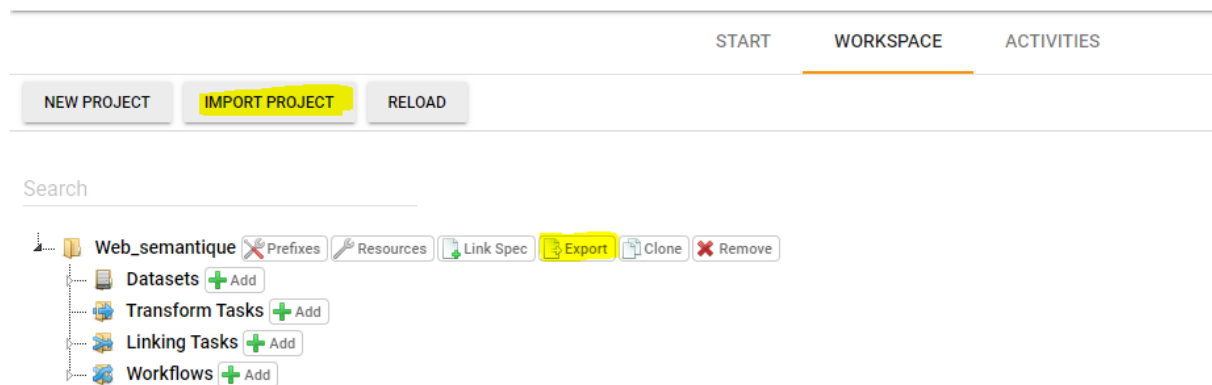 START WORKSPACE ACTIVITIES
NEW PROJECT IMPORT PROJECT RELOAD
Search
Web_semantique Prefixes Resources Link Spec Export Clone Remove
Datasets Add
Transform Tasks Add
Linking Tasks Add
Workflows Add